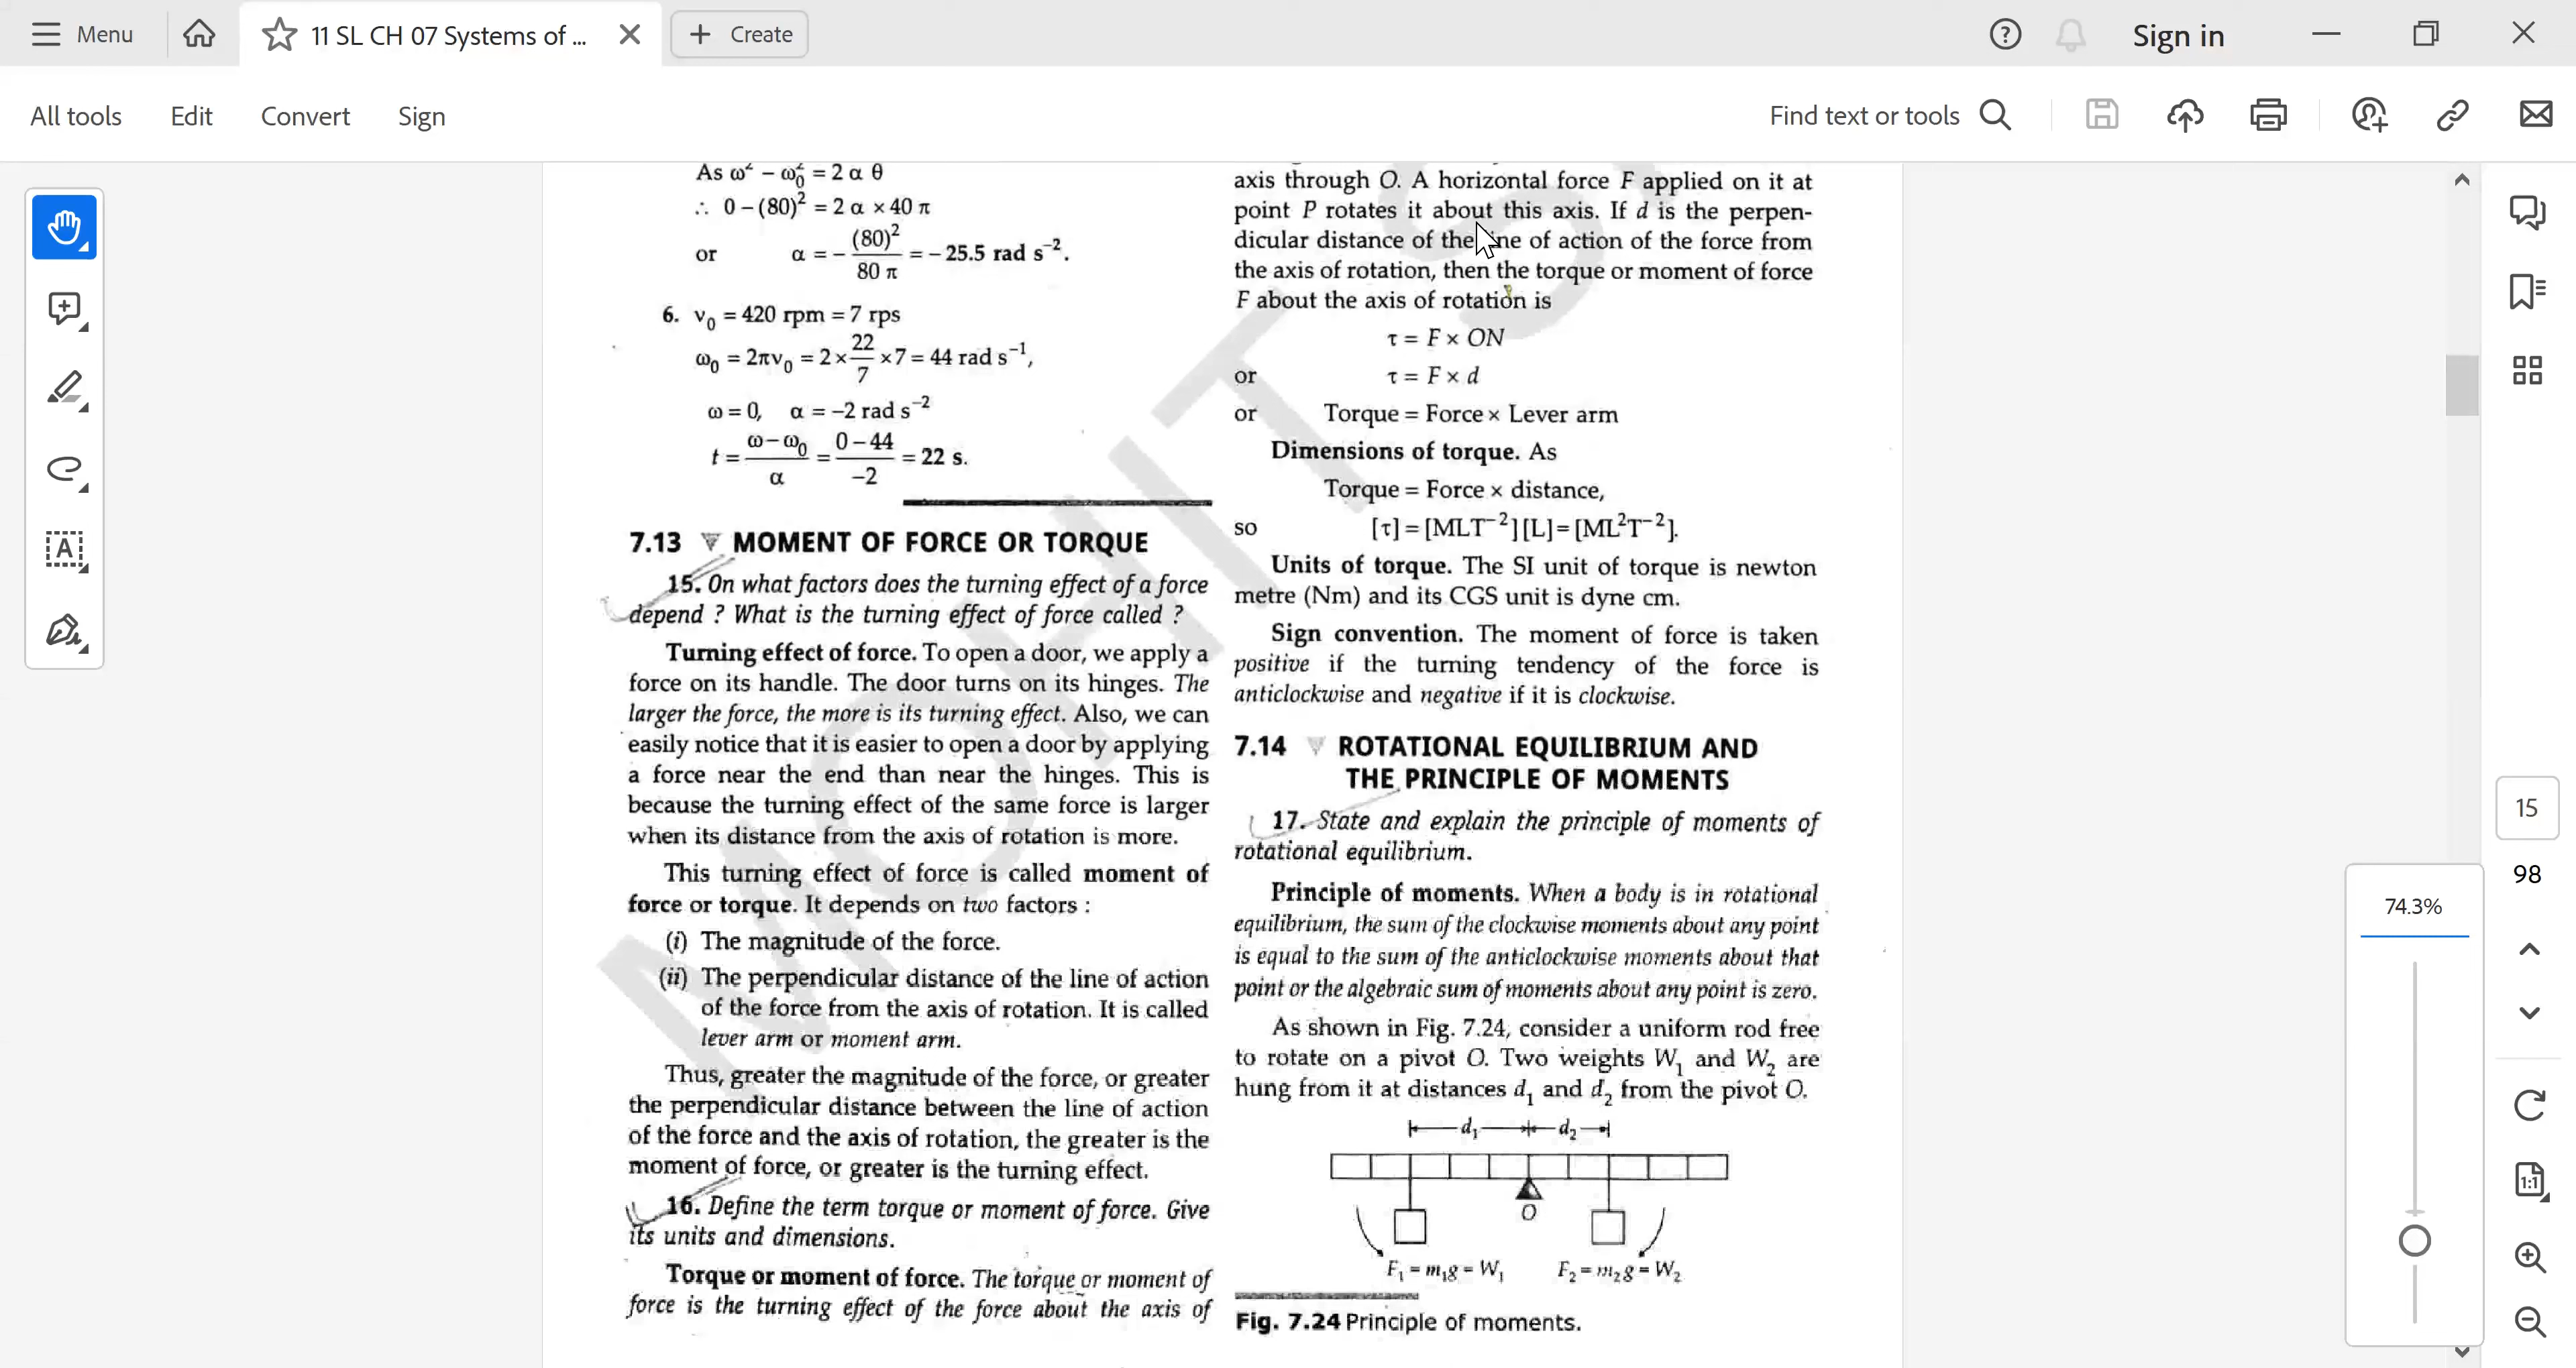 Menu
11 SL CH 07 Systems of ...
Create
Sign in
All tools
Edit
Convert
Sign
Find text or tools
As ω² − ω₀² = 2 α θ
∴ 0 − (80)² = 2 α × 40 π
or α = − (80)² / 80 π = − 25.5 rad s⁻².
6. ν₀ = 420 rpm = 7 rps
ω₀ = 2πν₀ = 2 × 22/7 × 7 = 44 rad s⁻¹,
ω = 0, α = −2 rad s⁻²
t = ω − ω₀ / α = 0 − 44 / −2 = 22 s.
7.13 MOMENT OF FORCE OR TORQUE
15. On what factors does the turning effect of a force
depend ? What is the turning effect of force called ?
Turning effect of force. To open a door, we apply a
force on its handle. The door turns on its hinges. The
larger the force, the more is its turning effect. Also, we can
easily notice that it is easier to open a door by applying
a force near the end than near the hinges. This is
because the turning effect of the same force is larger
when its distance from the axis of rotation is more.
This turning effect of force is called moment of
force or torque. It depends on two factors :
(i) The magnitude of the force.
(ii) The perpendicular distance of the line of action
of the force from the axis of rotation. It is called
lever arm or moment arm.
Thus, greater the magnitude of the force, or greater
the perpendicular distance between the line of action
of the force and the axis of rotation, the greater is the
moment of force, or greater is the turning effect.
16. Define the term torque or moment of force. Give
its units and dimensions.
Torque or moment of force. The torque or moment of
force is the turning effect of the force about the axis of
axis through O. A horizontal force F applied on it at
point P rotates it about this axis. If d is the perpen-
dicular distance of the ne of action of the force from
the axis of rotation, then the torque or moment of force
F about the axis of rotation is
τ = F × ON
or τ = F × d
or Torque = Force × Lever arm
Dimensions of torque. As
Torque = Force × distance,
so [τ] = [MLT⁻²] [L] = [ML²T⁻²].
Units of torque. The SI unit of torque is newton
metre (Nm) and its CGS unit is dyne cm.
Sign convention. The moment of force is taken
positive if the turning tendency of the force is
anticlockwise and negative if it is clockwise.
7.14 ROTATIONAL EQUILIBRIUM AND
THE PRINCIPLE OF MOMENTS
17. State and explain the principle of moments of
rotational equilibrium.
Principle of moments. When a body is in rotational
equilibrium, the sum of the clockwise moments about any point
is equal to the sum of the anticlockwise moments about that
point or the algebraic sum of moments about any point is zero.
As shown in Fig. 7.24, consider a uniform rod free
to rotate on a pivot O. Two weights W₁ and W₂ are
hung from it at distances d₁ and d₂ from the pivot O.
d₁ d₂
O
F₁ = m₁g = W₁ F₂ = m₂g = W₂
Fig. 7.24 Principle of moments.
15
98
74.3%
1:1